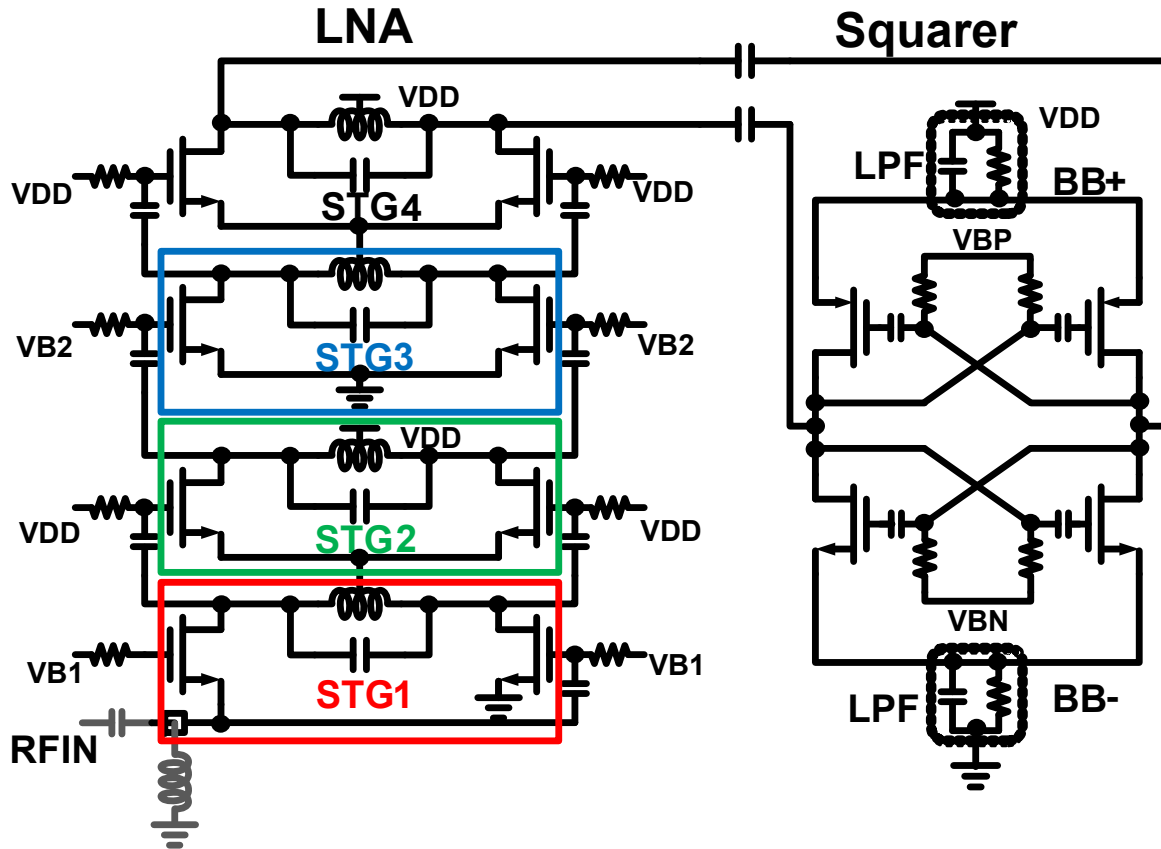 LNA
Squarer
VDD
VDD
LPF
BB+
VDD
VDD
STG4
VBP
VB2
VB2
STG3
VDD
VDD
VDD
STG2
VBN
VB1
VB1
STG1
LPF
BB-
RFIN